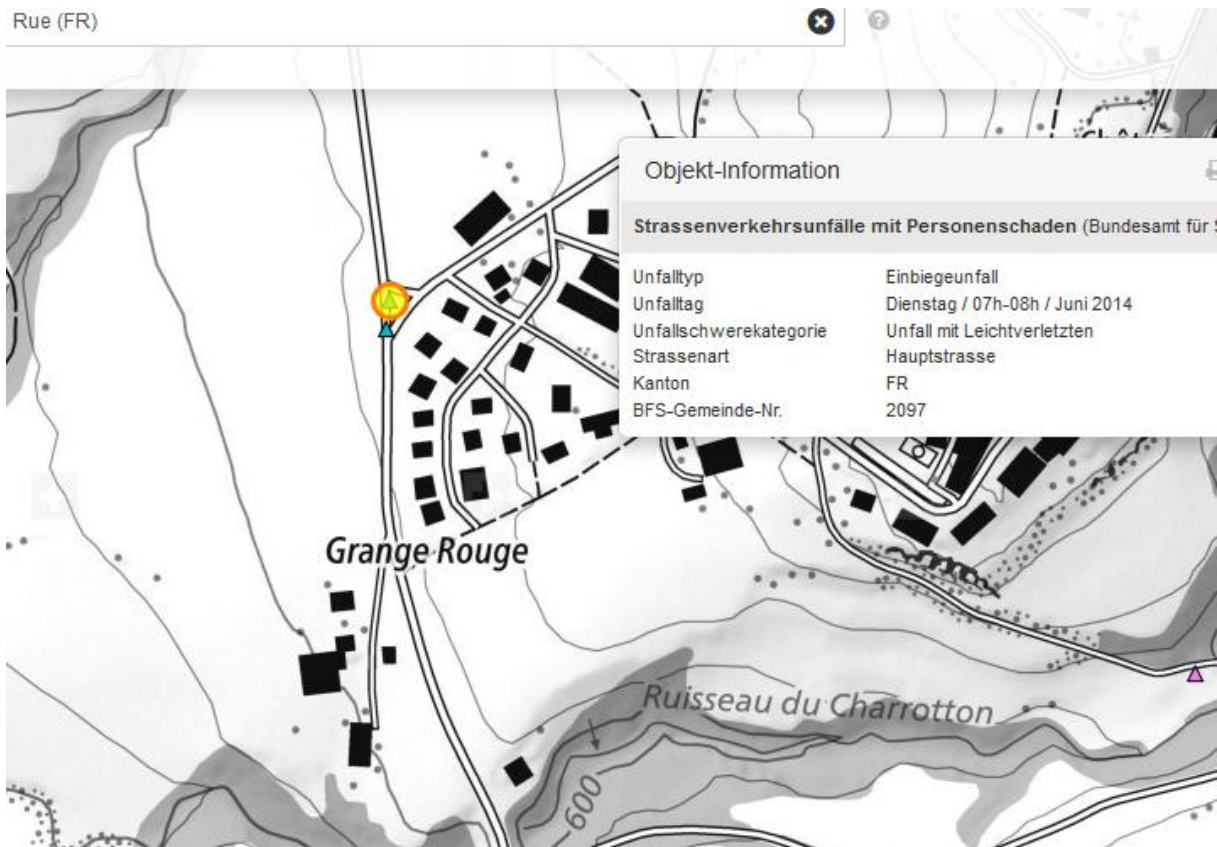 Rue (FR)
Objekt-Information
Strassenverkehrsunfälle mit Personenschaden (Bundesamt für
Unfalltyp Einbiegeunfall
Unfalltag Dienstag / 07h-08h / Juni 2014
Unfallschwerekategorie Unfall mit Leichtverletzten
Strassenart Hauptstrasse
Kanton FR
BFS-Gemeinde-Nr. 2097
Grange Rouge
Ruisseau du Charrotton
600